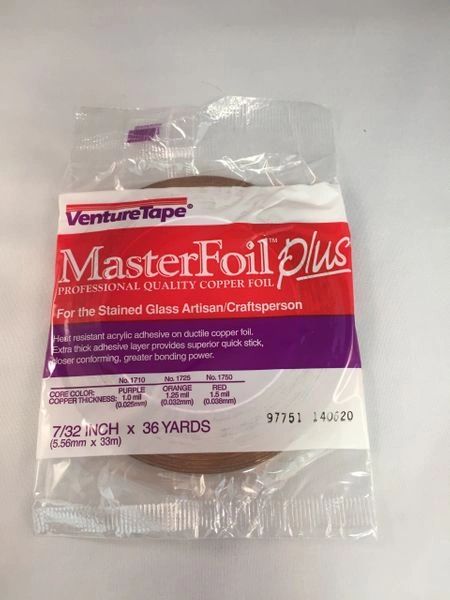 VentureTape®
MasterFoil™ plus
PROFESSIONAL QUALITY COPPER FOIL
For the Stained Glass Artisan/Craftsperson
Heat resistant acrylic adhesive on ductile copper foil.
Extra thick adhesive layer provides superior quick stick,
closer conforming, greater bonding power.
No. 1710 No. 1725 No. 1750
CORE COLOR: PURPLE ORANGE RED
COPPER THICKNESS: 1.0 mil 1.25 mil 1.5 mil
(0.025mm) (0.032mm) (0.038mm)
7/32 INCH x 36 YARDS
(5.56mm x 33m)
97751 140620